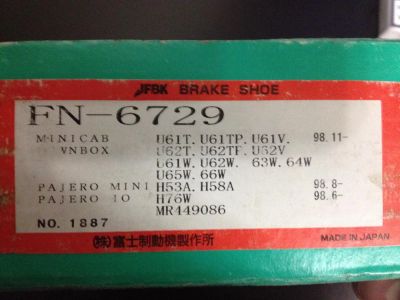 JFBK BRAKE SHOE
FN-6729
MINICAB U61T. U61TP. U61V. 98.11-
VNBOX U62T. U62TP. U62V
U61W. U62W. 63W. 64W
U65W. 66W
PAJERO MINI H53A. H58A 98.8-
PAJERO IO H76W 98.6-
MR449086
NO. 1887
(株)富士制動機製作所
MADE IN JAPAN